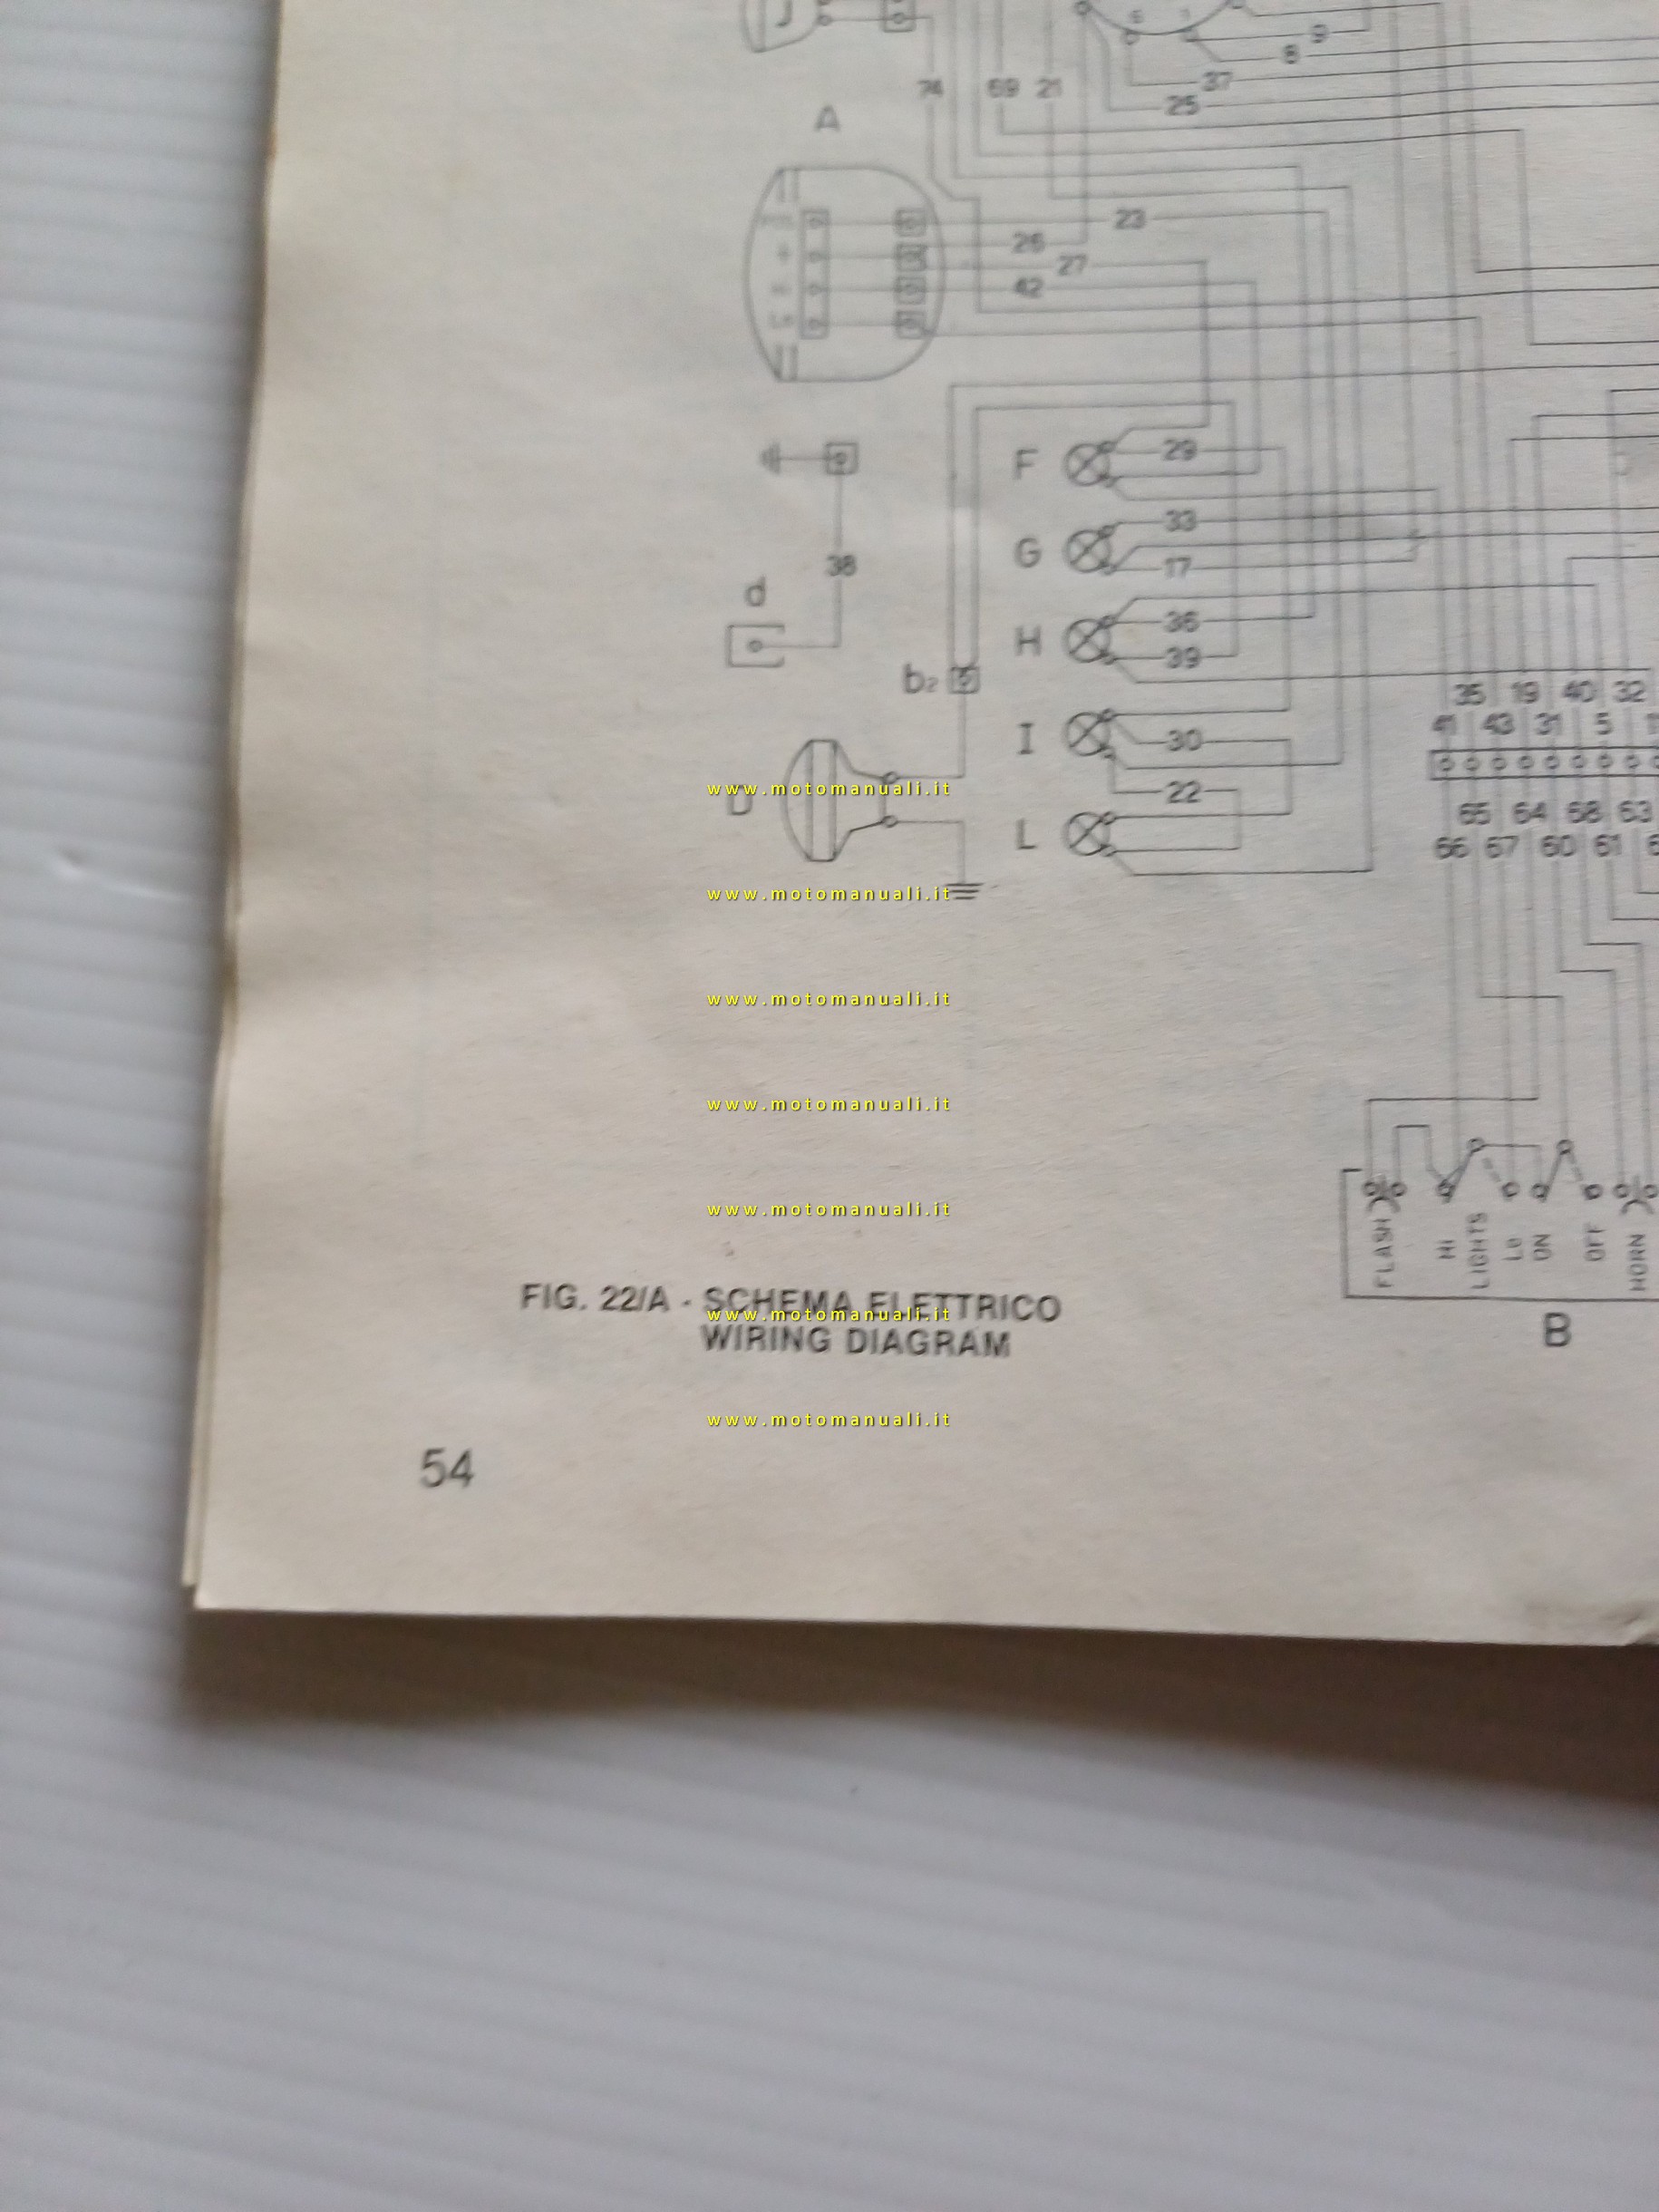 J
6
1
9
8
74
69
21
37
25
A
23
26
27
42
F
29
G
33
17
38
d
H
36
39
b2
35 19 40 32
41 43 31 5
I
30
22
65 64 68 63
66 67 60 61
L
www.motomanuali.it
www.motomanuali.it
www.motomanuali.it
www.motomanuali.it
www.motomanuali.it
FLASH
HI
LIGHTS
LO
ON
OFF
HORN
FIG. 22/A - SCHEMA ELETTRICO
www.motomanuali.it
WIRING DIAGRAM
B
www.motomanuali.it
54